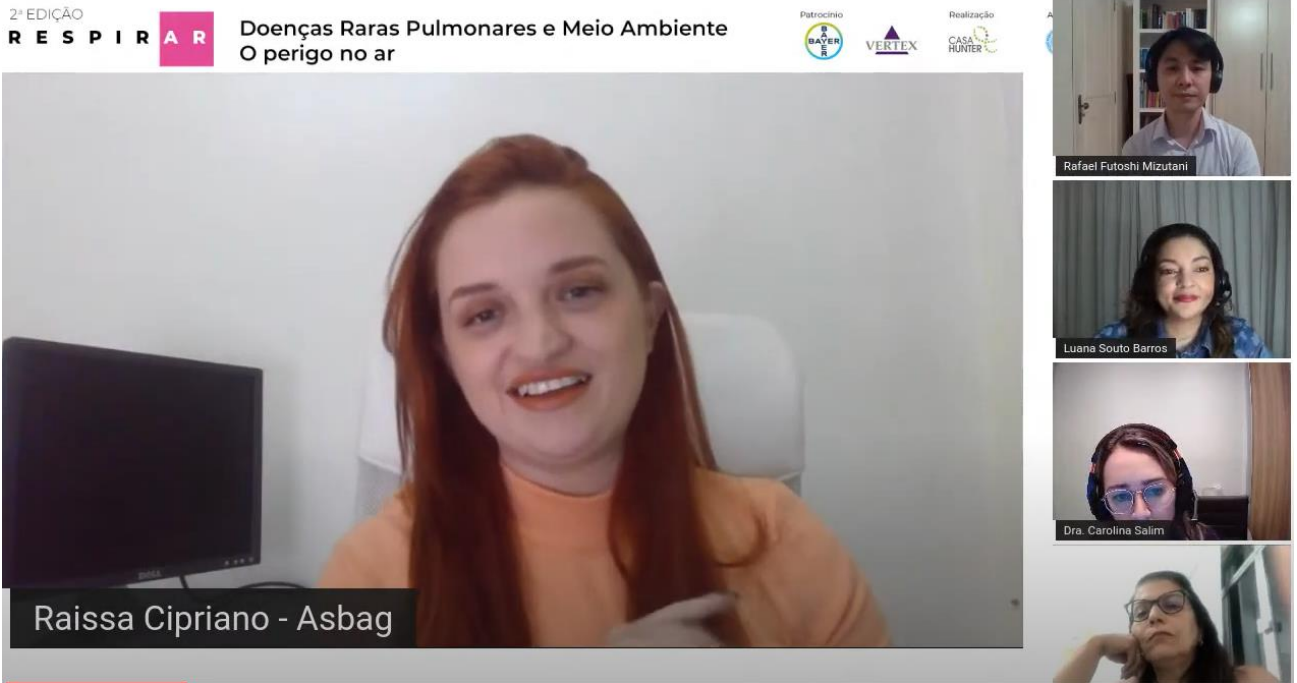 2ª EDIÇÃO
RESPIRAR
Doenças Raras Pulmonares e Meio Ambiente
O perigo no ar
Patrocínio
BAYER
BAYER
VERTEX
Realização
CASA
HUNTER
A
Rafael Futoshi Mizutani
Luana Souto Barros
Dra. Carolina Salim
Raissa Cipriano - Asbag